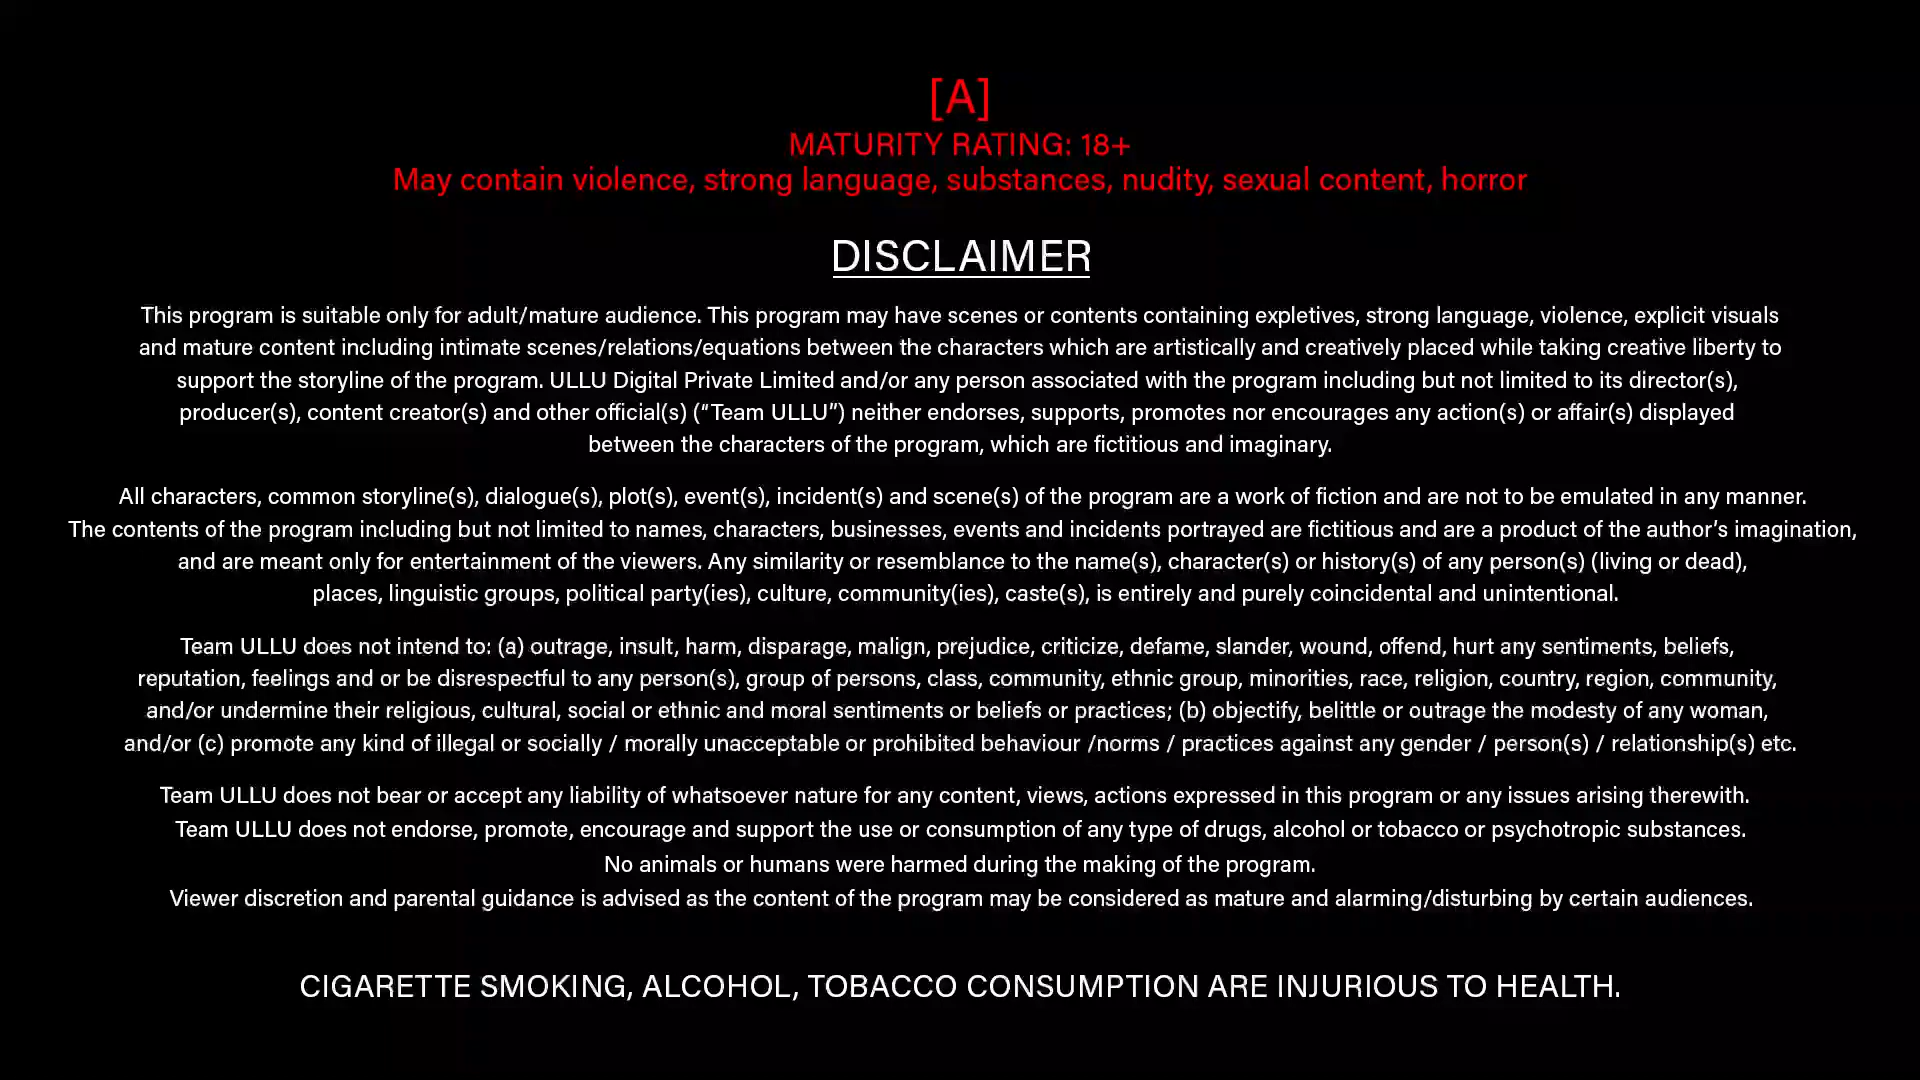 [A]
MATURITY RATING: 18+
May contain violence, strong language, substances, nudity, sexual content, horror
DISCLAIMER
This program is suitable only for adult/mature audience. This program may have scenes or contents containing expletives, strong language, violence, explicit visuals
and mature content including intimate scenes/relations/equations between the characters which are artistically and creatively placed while taking creative liberty to
support the storyline of the program. ULLU Digital Private Limited and/or any person associated with the program including but not limited to its director(s),
producer(s), content creator(s) and other official(s) (“Team ULLU”) neither endorses, supports, promotes nor encourages any action(s) or affair(s) displayed
between the characters of the program, which are fictitious and imaginary.
All characters, common storyline(s), dialogue(s), plot(s), event(s), incident(s) and scene(s) of the program are a work of fiction and are not to be emulated in any manner.
The contents of the program including but not limited to names, characters, businesses, events and incidents portrayed are fictitious and are a product of the author’s imagination,
and are meant only for entertainment of the viewers. Any similarity or resemblance to the name(s), character(s) or history(s) of any person(s) (living or dead),
places, linguistic groups, political party(ies), culture, community(ies), caste(s), is entirely and purely coincidental and unintentional.
Team ULLU does not intend to: (a) outrage, insult, harm, disparage, malign, prejudice, criticize, defame, slander, wound, offend, hurt any sentiments, beliefs,
reputation, feelings and or be disrespectful to any person(s), group of persons, class, community, ethnic group, minorities, race, religion, country, region, community,
and/or undermine their religious, cultural, social or ethnic and moral sentiments or beliefs or practices; (b) objectify, belittle or outrage the modesty of any woman,
and/or (c) promote any kind of illegal or socially / morally unacceptable or prohibited behaviour /norms / practices against any gender / person(s) / relationship(s) etc.
Team ULLU does not bear or accept any liability of whatsoever nature for any content, views, actions expressed in this program or any issues arising therewith.
Team ULLU does not endorse, promote, encourage and support the use or consumption of any type of drugs, alcohol or tobacco or psychotropic substances.
No animals or humans were harmed during the making of the program.
Viewer discretion and parental guidance is advised as the content of the program may be considered as mature and alarming/disturbing by certain audiences.
CIGARETTE SMOKING, ALCOHOL, TOBACCO CONSUMPTION ARE INJURIOUS TO HEALTH.